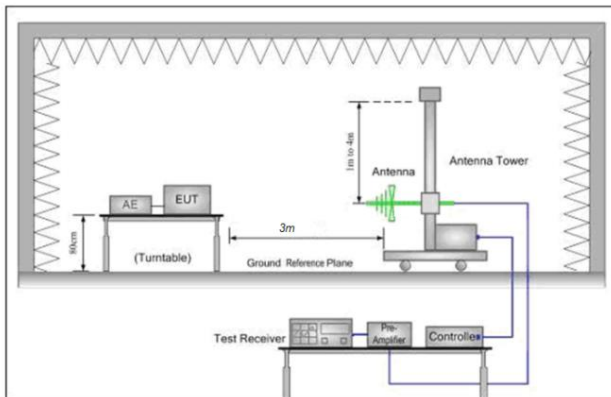 1m to 4m
Antenna
Antenna Tower
AE
EUT
80cm
(Turntable)
3m
Ground Reference Plane
Test Receiver
Pre-
Amplifier
Controller